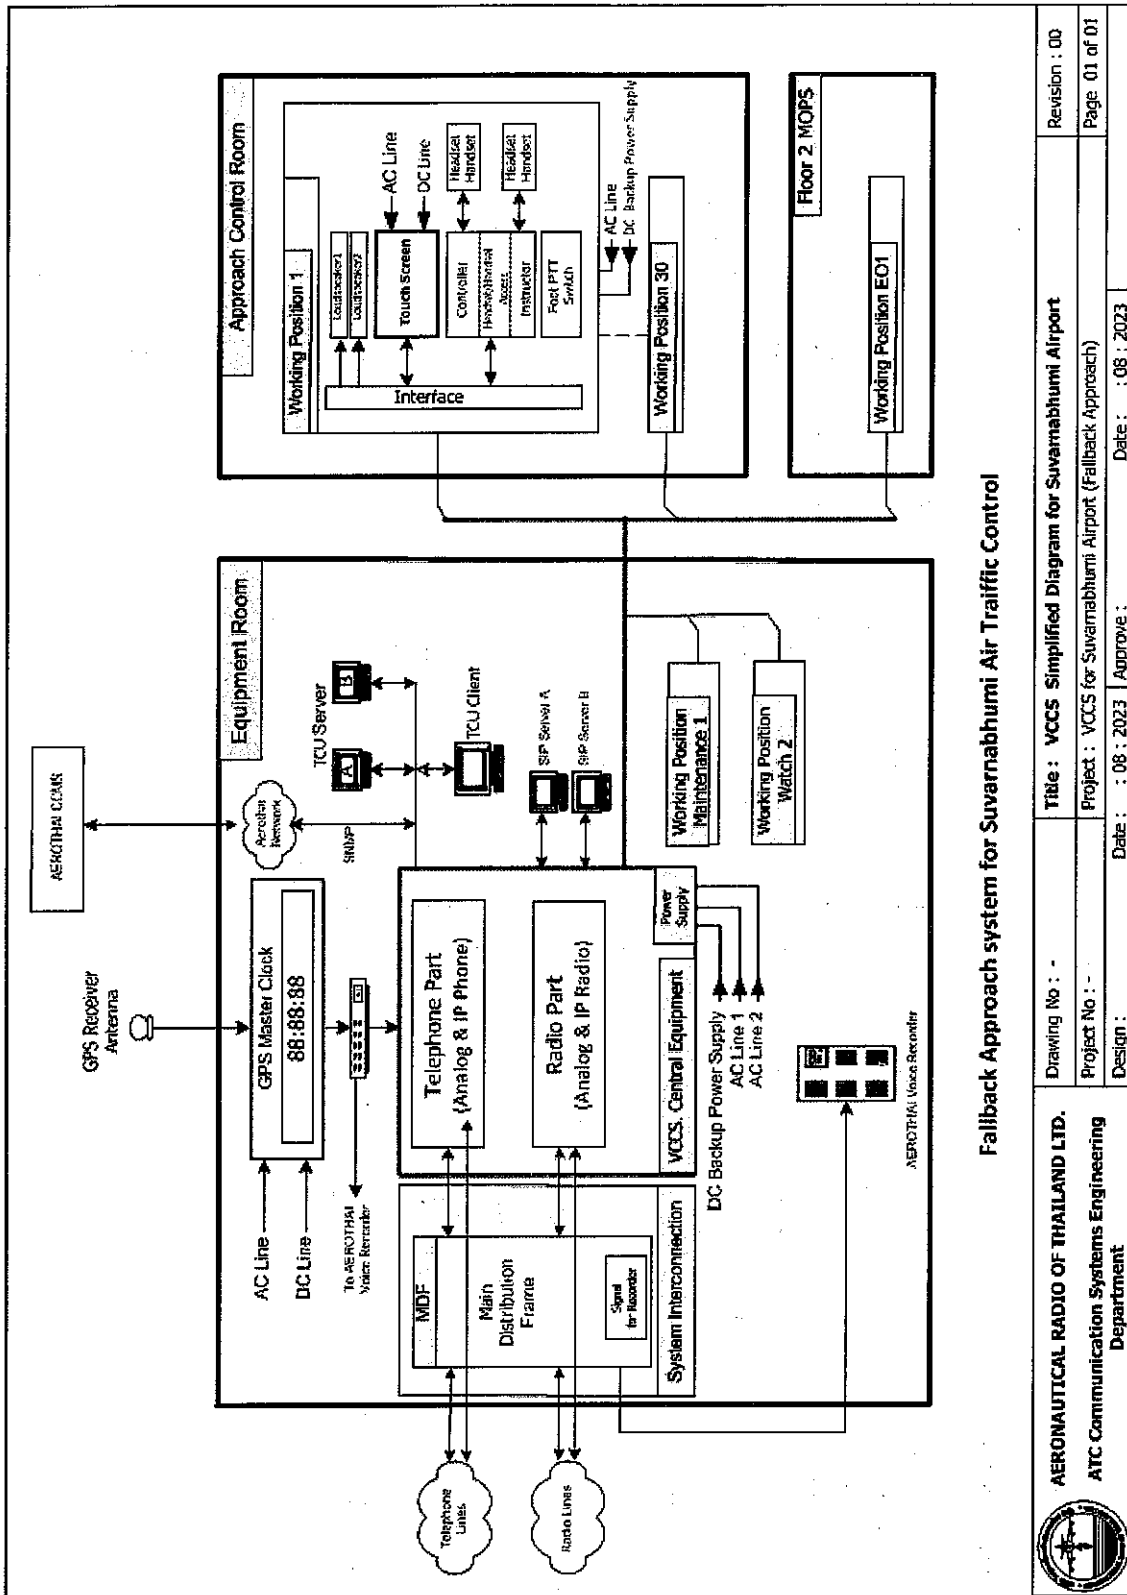 GPS Receiver
Antenna
AC Line
DC Line
GPS Master Clock
88:88:88
To AEROTHAI
Voice Recorder
Aerothai
Network
SNMP
Equipment Room
TCU Server
A
B
TCU Client
SIP Server A
SIP Server B
Telephone
Lines
Radio Lines
MDF
Main
Distribution
Frame
Signal
for Recorder
System Interconnection
Telephone Part
(Analog & IP Phone)
Radio Part
(Analog & IP Radio)
VCCS. Central Equipment
Power
Supply
DC Backup Power Supply
AC Line 1
AC Line 2
Working Position
Maintenance 1
Working Position
Watch 2
AEROTHAI Voice Recorder
Approach Control Room
Working Position 1
Loudspeaker1
Loudspeaker2
Touch Screen
AC Line
DC Line
Interface
Controller
Access
Instructor
Headset
Handset
Headset
Handset
Foot PTT
Switch
AC Line
DC Backup Power Supply
Working Position 30
Floor 2 MOPS
Working Position EO1
Fallback Approach system for Suvarnabhumi Air Traiffic Control
AERONAUTICAL RADIO OF THAILAND LTD.
ATC Communication Systems Engineering
Department
Drawing No : -
Title : VCCS Simplified Diagram for Suvarnabhumi Airport
Revision : 00
Project No : -
Project : VCCS for Suvarnabhumi Airport (Fallback Approach)
Page 01 of 01
Design :
Date : : 08 : 2023
Approve :
Date : : 08 : 2023